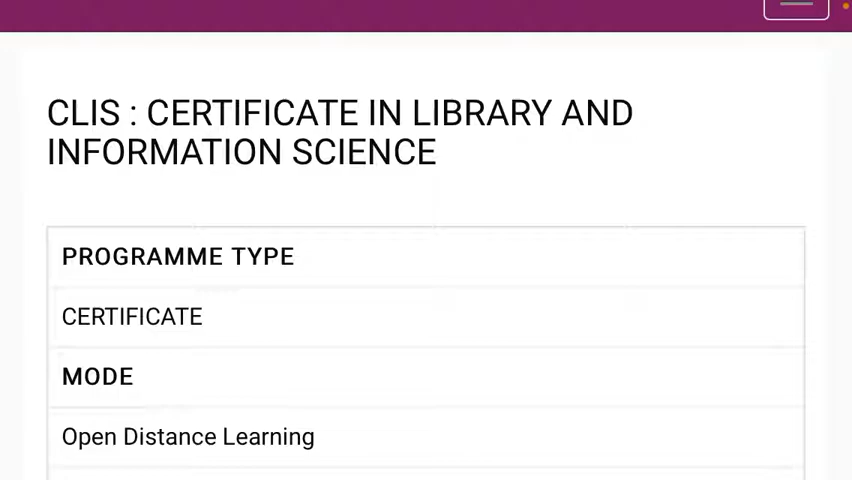 CLIS : CERTIFICATE IN LIBRARY AND
INFORMATION SCIENCE
PROGRAMME TYPE
CERTIFICATE
MODE
Open Distance Learning